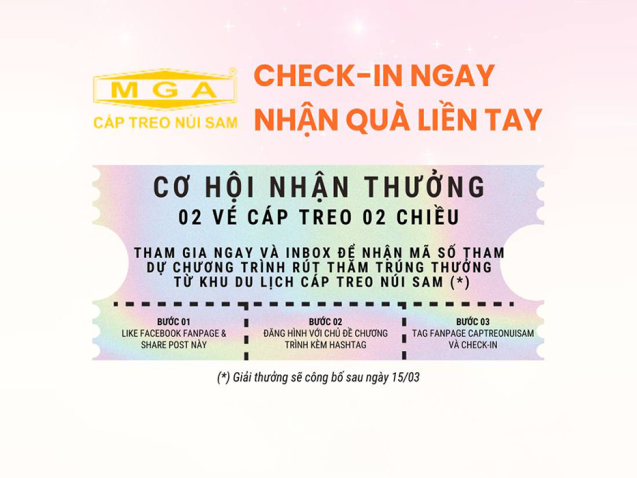 MGA
CÁP TREO NÚI SAM
CHECK-IN NGAY
NHẬN QUÀ LIỀN TAY
CƠ HỘI NHẬN THƯỞNG
02 VÉ CÁP TREO 02 CHIỀU
THAM GIA NGAY VÀ INBOX ĐỂ NHẬN MÃ SỐ THAM
DỰ CHƯƠNG TRÌNH RÚT THĂM TRÚNG THƯỞNG
TỪ KHU DU LỊCH CÁP TREO NÚI SAM (*)
BƯỚC 01
LIKE FACEBOOK FANPAGE &
SHARE POST NÀY
BƯỚC 02
ĐĂNG HÌNH VỚI CHỦ ĐỀ CHƯƠNG
TRÌNH KÈM HASHTAG
BƯỚC 03
TAG FANPAGE CAPTREONUISAM
VÀ CHECK-IN
(*) Giải thưởng sẽ công bố sau ngày 15/03